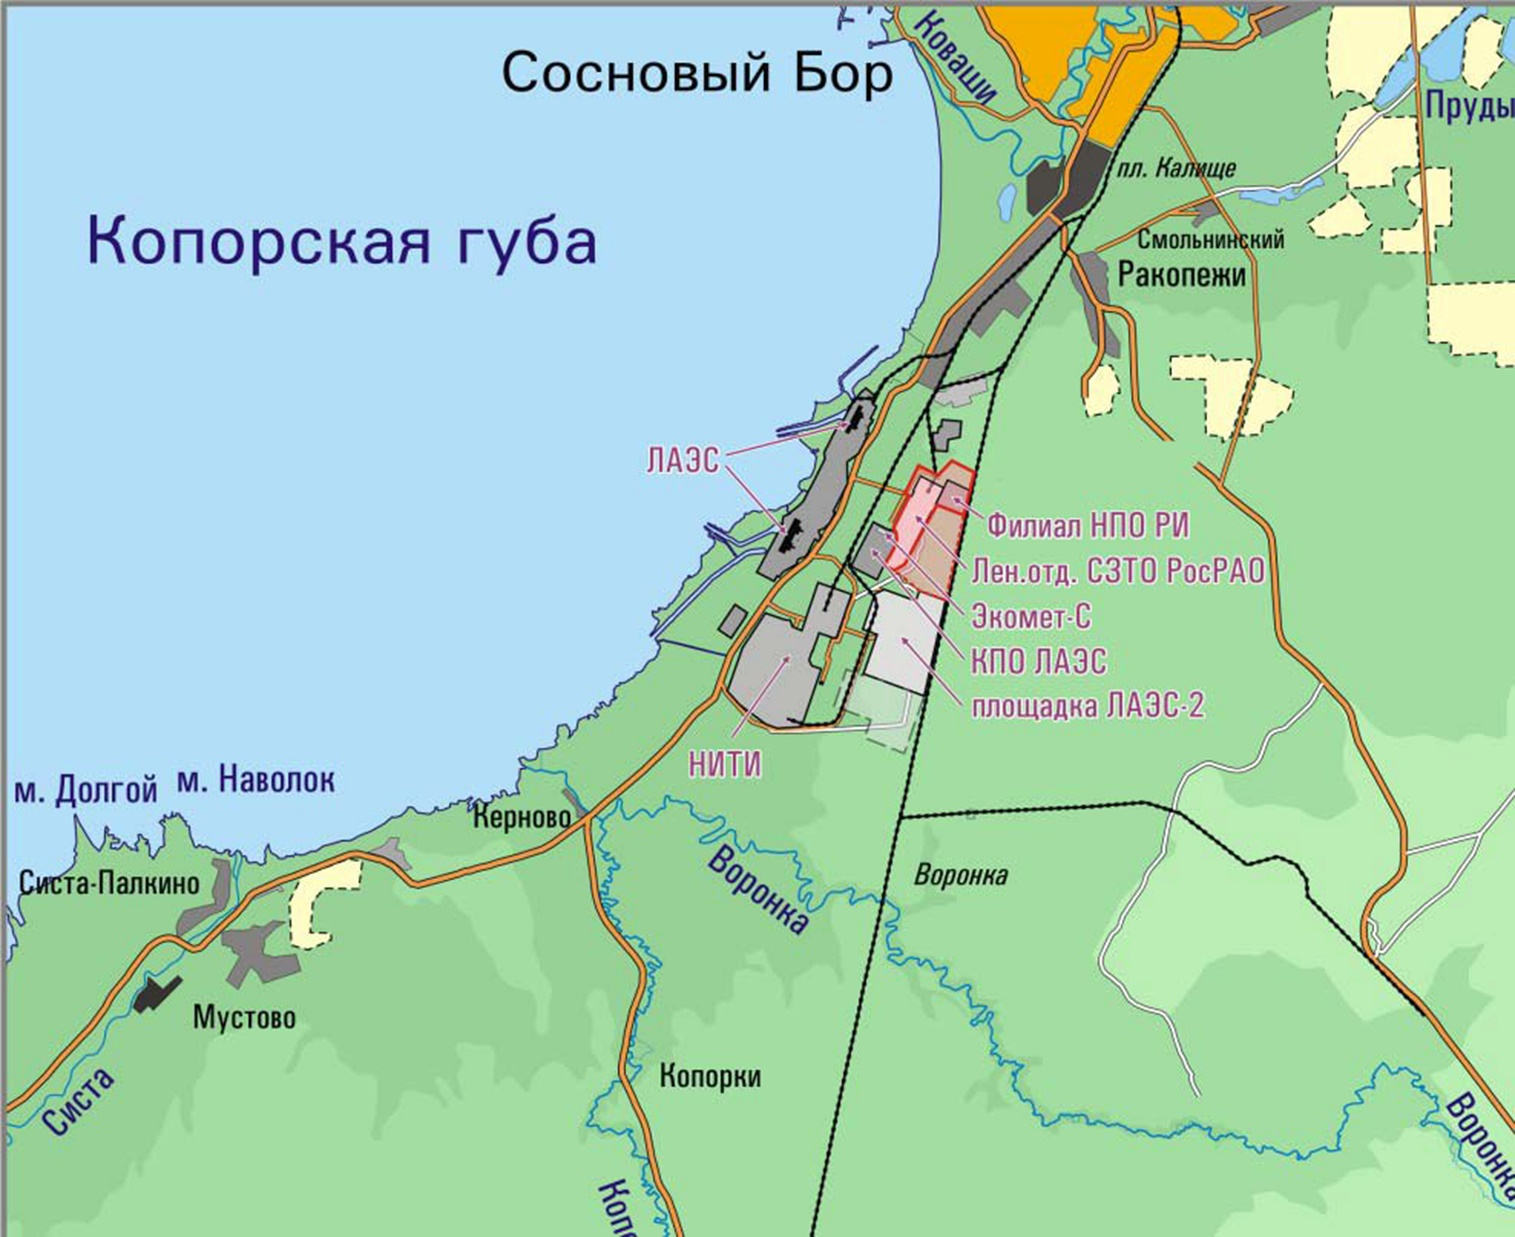 Коваши
Сосновый Бор
Пруды
пл. Калище
Копорская губа
Смольнинский
Ракопежи
ЛАЭС
Филиал НПО РИ
Лен.отд. СЗТО РосРАО
Экомет-С
КПО ЛАЭС
площадка ЛАЭС-2
НИТИ
м. Долгой
м. Наволок
Керново
Систа-Палкино
Воронка
Воронка
Мустово
Копорки
Систа
Воронка
Копо